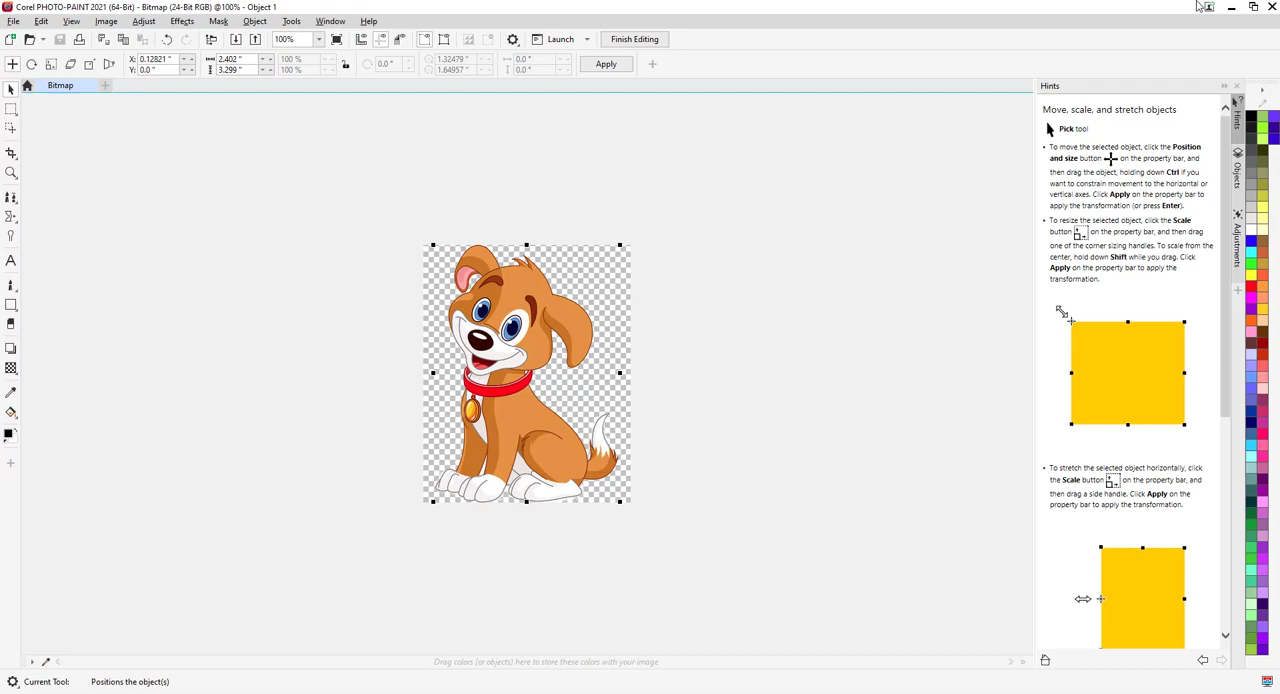 Corel PHOTO-PAINT 2021 (64-Bit) - Bitmap (24-Bit RGB) @100% - Object 1
File Edit View Image Adjust Effects Mask Object Tools Window Help
100% Launch Finish Editing
X: 0.12821 " 2.402 " 100 % 0.0 ° 1.32479 " 0.0 " Apply
Y: 0.0 " 3.299 " 100 % 1.64957 " 0.0 "
Bitmap
Hints
Move, scale, and stretch objects
Pick tool
• To move the selected object, click the Position
and size button on the property bar, and
then drag the object, holding down Ctrl if you
want to constrain movement to the horizontal or
vertical axes. Click Apply on the property bar to
apply the transformation (or press Enter).
• To resize the selected object, click the Scale
button on the property bar, and then drag
one of the corner sizing handles. To scale from the
center, hold down Shift while you drag. Click
Apply on the property bar to apply the
transformation.
• To stretch the selected object horizontally, click
the Scale button on the property bar, and
then drag a side handle. Click Apply on the
property bar to apply the transformation.
Hints
Objects
Adjustments
Drag colors (or objects) here to store these colors with your image
Current Tool: Positions the object(s)